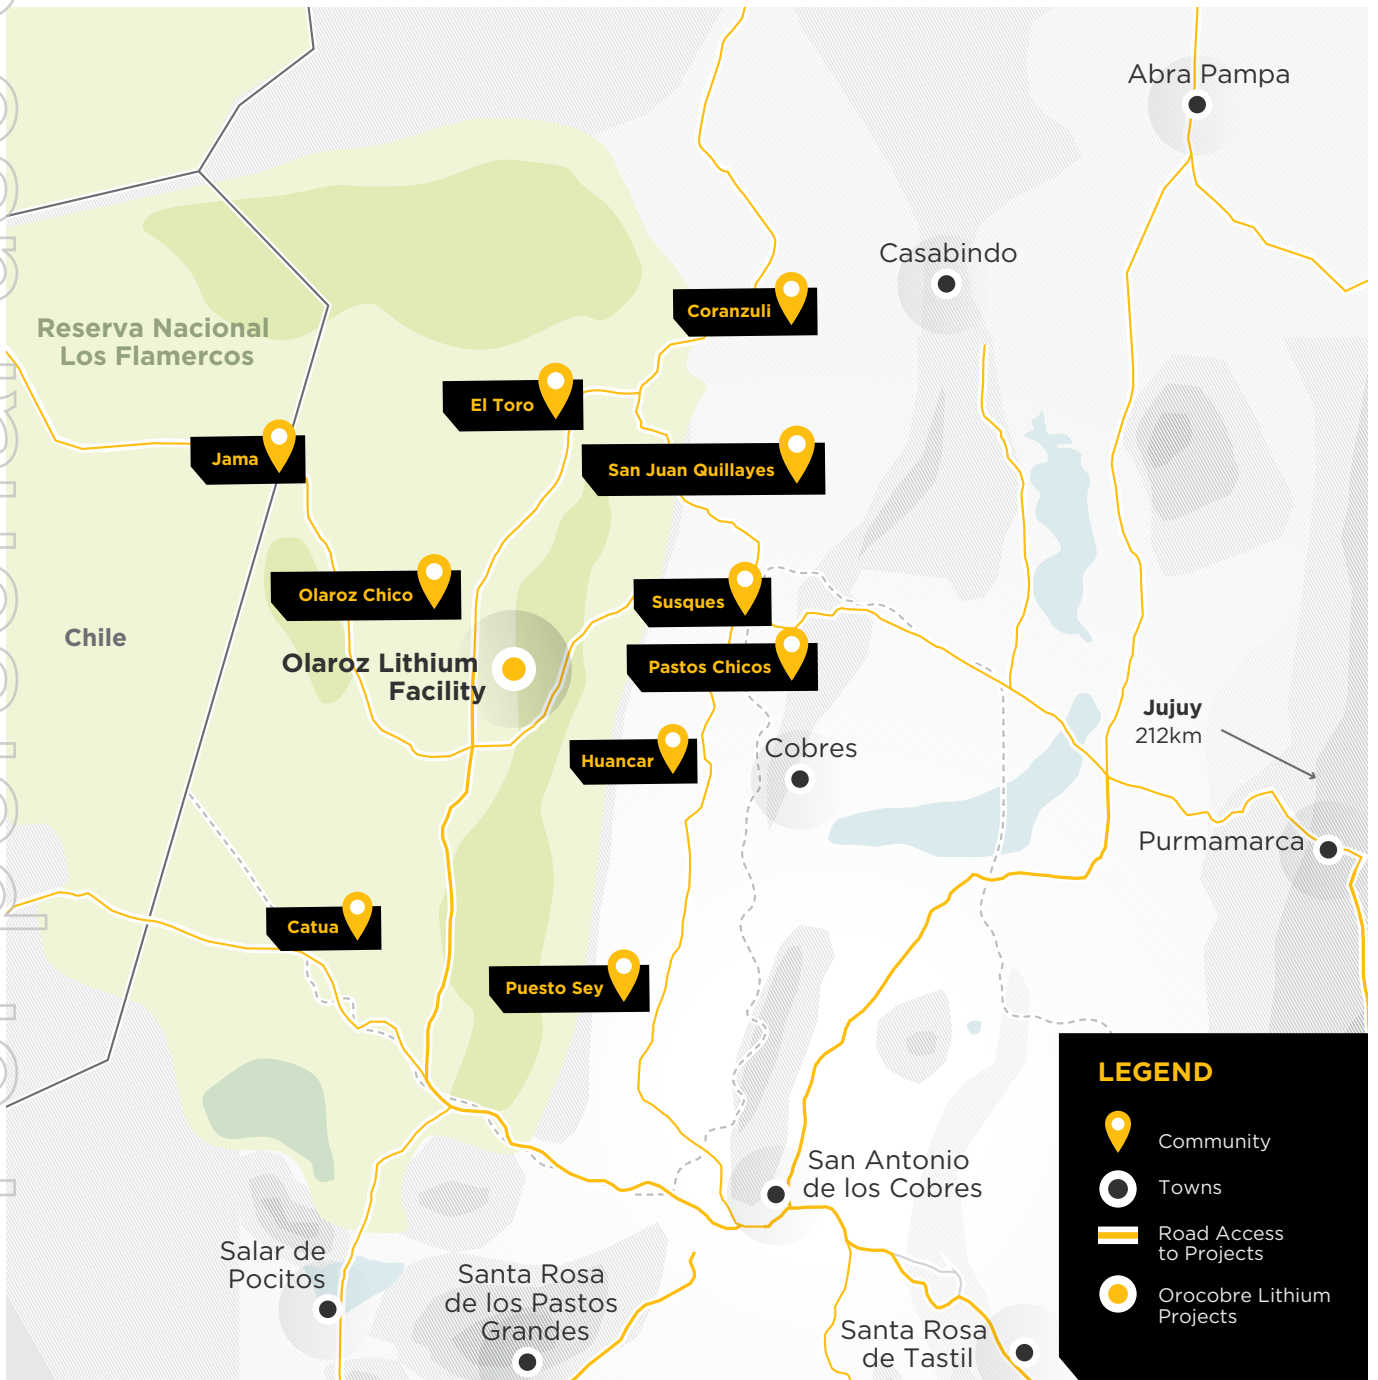 Abra Pampa
Casabindo
Coranzuli
Reserva Nacional
Los Flamercos
El Toro
Jama
San Juan Quillayes
Olaroz Chico
Susques
Chile
Olaroz Lithium
Facility
Pastos Chicos
Jujuy
212km
Huancar
Cobres
Purmamarca
Catua
Puesto Sey
San Antonio
de los Cobres
Salar de
Pocitos
Santa Rosa
de los Pastos
Grandes
Santa Rosa
de Tastil
LEGEND
Community
Towns
Road Access
to Projects
Orocobre Lithium
Projects